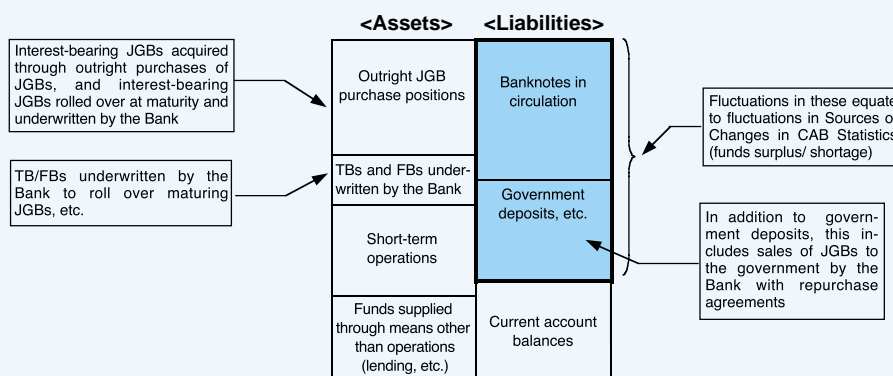 <Assets> <Liabilities>
Interest-bearing JGBs acquired
through outright purchases of
JGBs, and interest-bearing
JGBs rolled over at maturity and
underwritten by the Bank
TB/FBs underwritten by the
Bank to roll over maturing
JGBs, etc.
Outright JGB
purchase positions
TBs and FBs under-
written by the Bank
Short-term
operations
Funds supplied
through means other
than operations
(lending, etc.)
Banknotes in
circulation
Government
deposits, etc.
Current account
balances
Fluctuations in these equate
to fluctuations in Sources o
Changes in CAB Statistics
(funds surplus/ shortage)
In addition to govern-
ment deposits, this in-
cludes sales of JGBs to
the government by the
Bank with repurchase
agreements